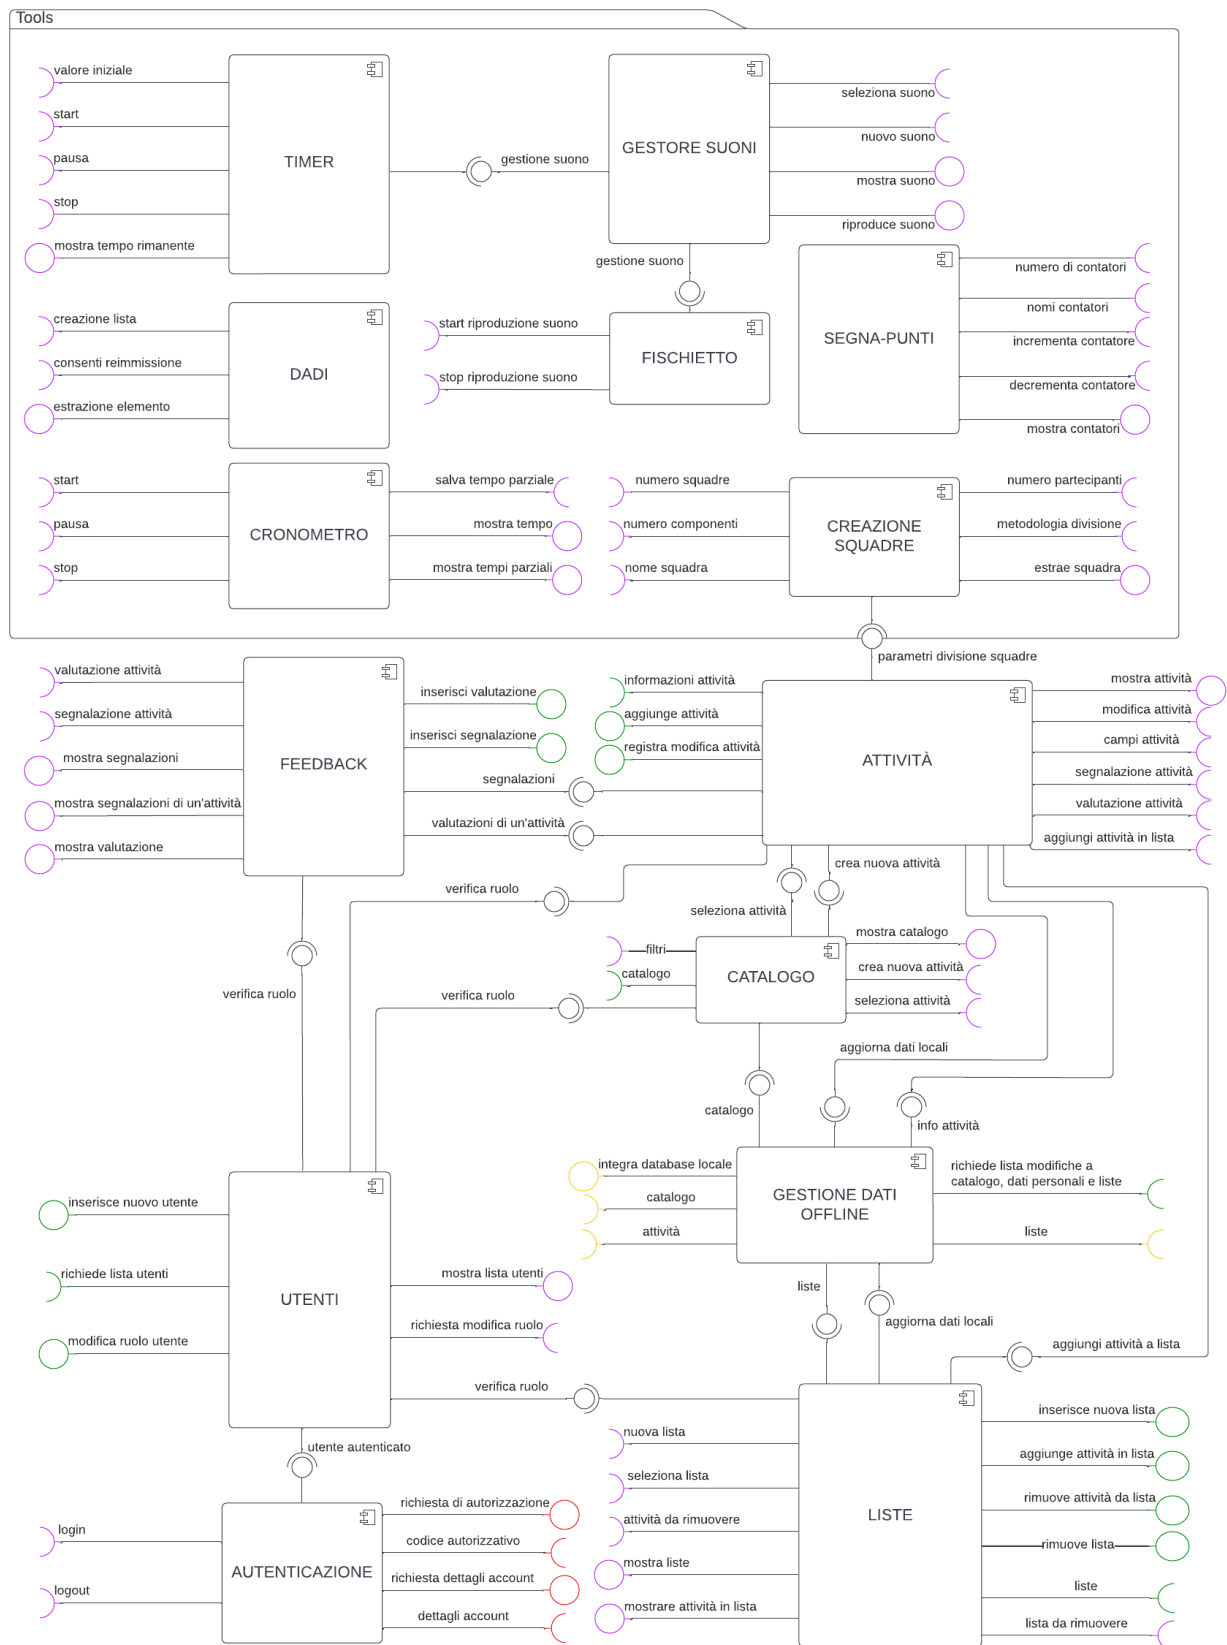 Tools
valore iniziale
start
pausa
stop
mostra tempo rimanente
TIMER
gestione suono
GESTORE SUONI
seleziona suono
nuovo suono
mostra suono
riproduce suono
gestione suono
creazione lista
consenti reimmissione
estrazione elemento
DADI
start riproduzione suono
stop riproduzione suono
FISCHIETTO
SEGNA-PUNTI
numero di contatori
nomi contatori
incrementa contatore
decrementa contatore
mostra contatori
start
pausa
stop
CRONOMETRO
salva tempo parziale
mostra tempo
mostra tempi parziali
numero squadre
numero componenti
nome squadra
CREAZIONE
SQUADRE
numero partecipanti
metodologia divisione
estrae squadra
parametri divisione squadre
valutazione attività
segnalazione attività
mostra segnalazioni
mostra segnalazioni di un'attività
mostra valutazione
FEEDBACK
inserisci valutazione
inserisci segnalazione
segnalazioni
valutazioni di un'attività
informazioni attività
aggiunge attività
registra modifica attività
ATTIVITÀ
mostra attività
modifica attività
campi attività
segnalazione attività
valutazione attività
aggiungi attività in lista
verifica ruolo
seleziona attività
crea nuova attività
verifica ruolo
verifica ruolo
filtri
catalogo
CATALOGO
mostra catalogo
crea nuova attività
seleziona attività
aggiorna dati locali
catalogo
info attività
integra database locale
catalogo
attività
GESTIONE DATI
OFFLINE
richiede lista modifiche a
catalogo, dati personali e liste
liste
inserisce nuovo utente
richiede lista utenti
modifica ruolo utente
UTENTI
mostra lista utenti
richiesta modifica ruolo
verifica ruolo
liste
aggiorna dati locali
aggiungi attività a lista
utente autenticato
login
logout
AUTENTICAZIONE
richiesta di autorizzazione
codice autorizzativo
richiesta dettagli account
dettagli account
nuova lista
seleziona lista
attività da rimuovere
mostra liste
mostrare attività in lista
LISTE
inserisce nuova lista
aggiunge attività in lista
rimuove attività da lista
rimuove lista
liste
lista da rimuovere